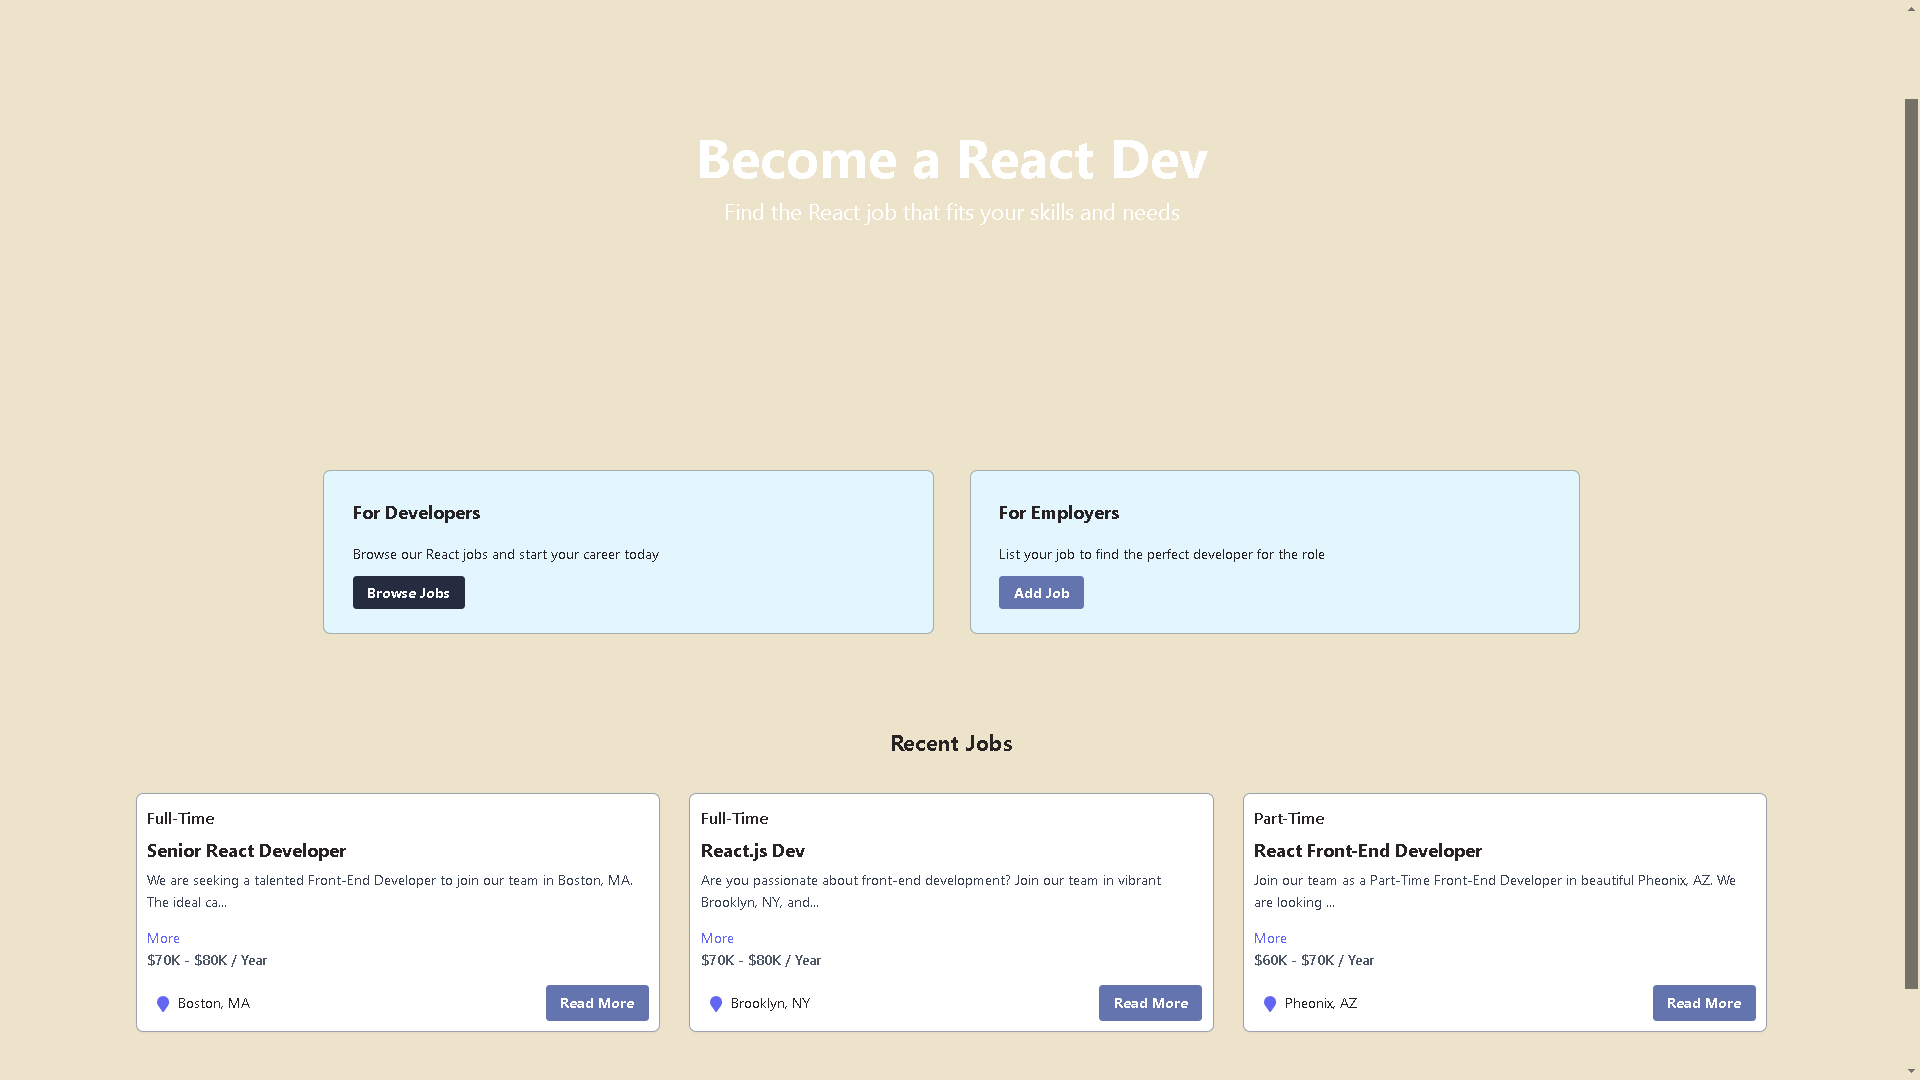 Become a React Dev
Find the React job that fits your skills and needs
For Developers
Browse our React jobs and start your career today
Browse Jobs
For Employers
List your job to find the perfect developer for the role
Add Job
Recent Jobs
Full-Time
Senior React Developer
We are seeking a talented Front-End Developer to join our team in Boston, MA.
The ideal ca...
More
$70K - $80K / Year
Boston, MA
Read More
Full-Time
React.js Dev
Are you passionate about front-end development? Join our team in vibrant
Brooklyn, NY, and...
More
$70K - $80K / Year
Brooklyn, NY
Read More
Part-Time
React Front-End Developer
Join our team as a Part-Time Front-End Developer in beautiful Pheonix, AZ. We
are looking ...
More
$60K - $70K / Year
Pheonix, AZ
Read More